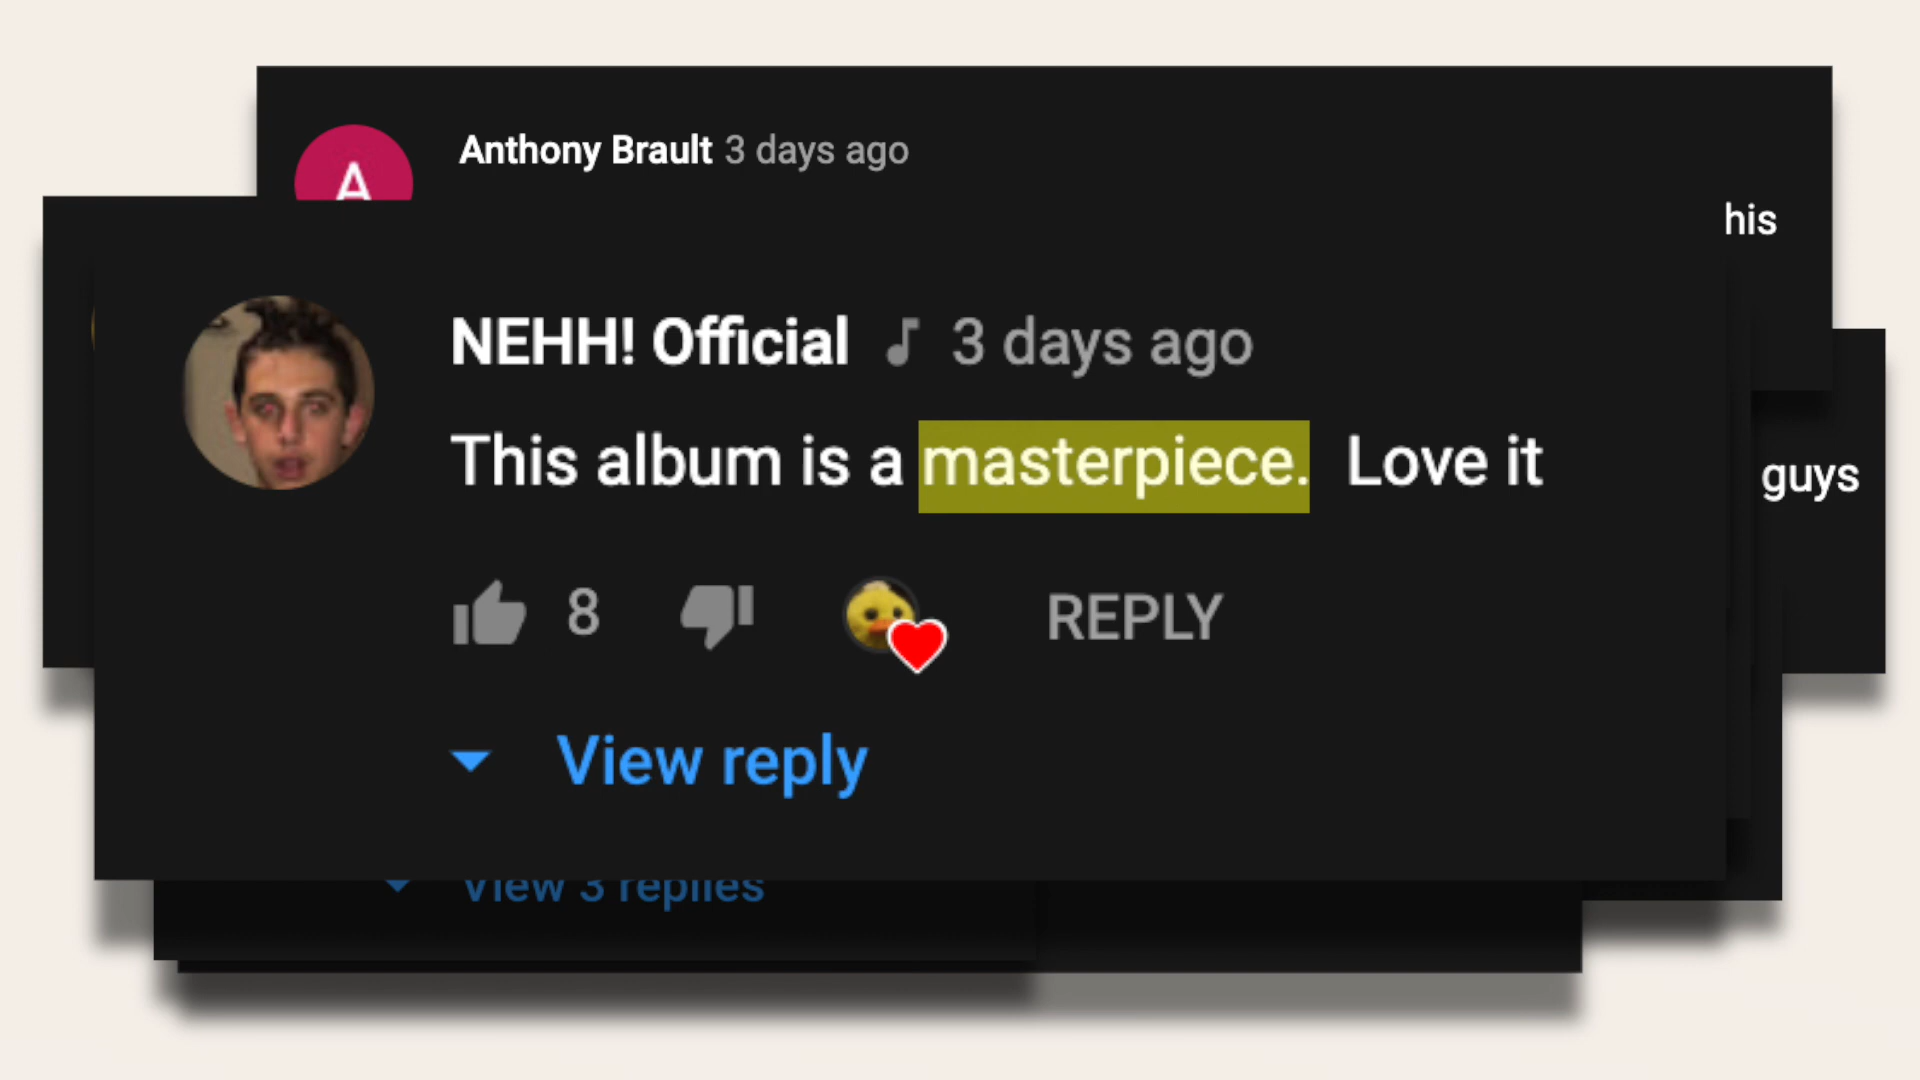 A
Anthony Brault 3 days ago
his
NEHH! Official 3 days ago
This album is a masterpiece. Love it
guys
8
REPLY
View reply
View 3 replies